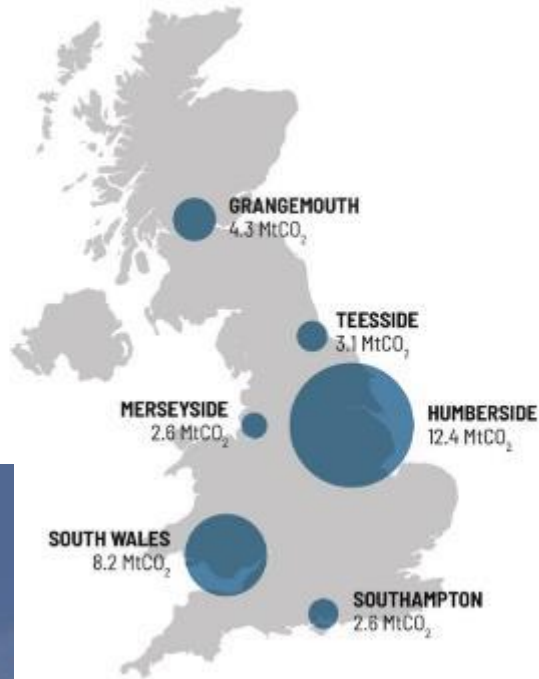 GRANGEMOUTH
4.3 MtCO₂
TEESSIDE
3.1 MtCO₂
MERSEYSIDE
2.6 MtCO₂
HUMBERSIDE
12.4 MtCO₂
SOUTH WALES
8.2 MtCO₂
SOUTHAMPTON
2.6 MtCO₂